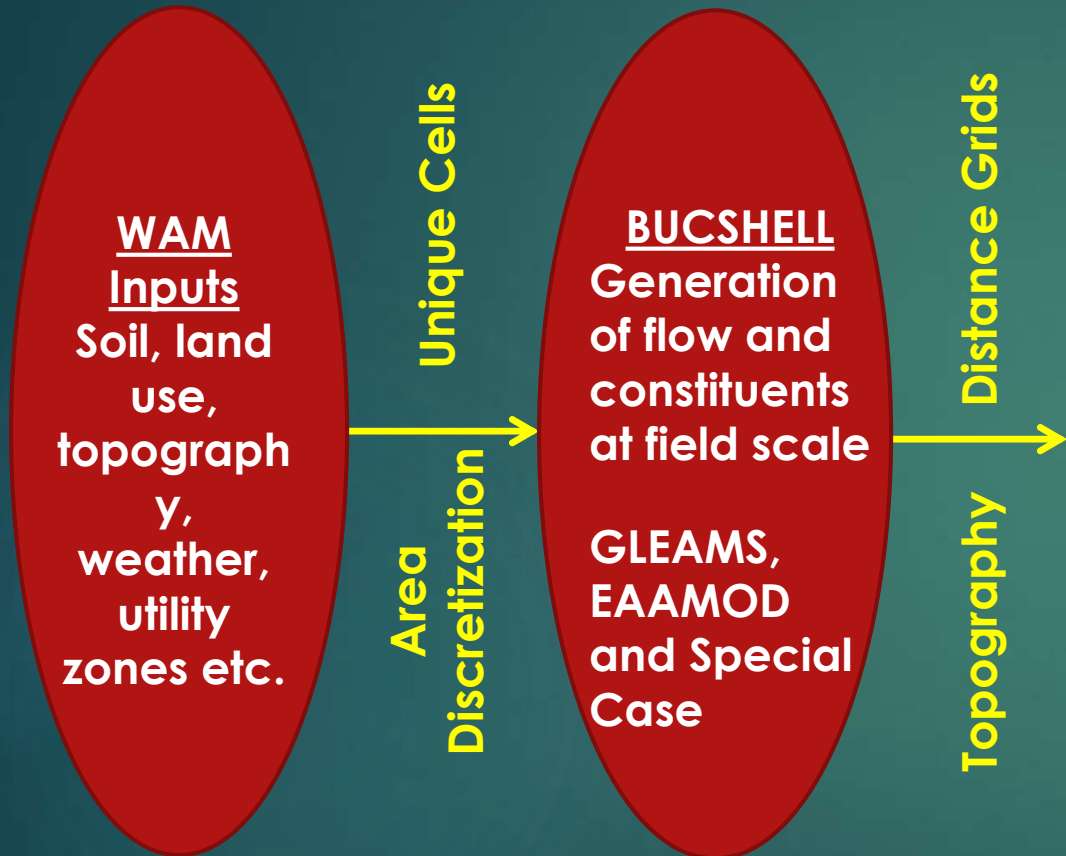 WAM
Inputs
Soil, land
use,
topograph
y,
weather,
utility
zones etc.
Unique Cells
Area
Discretization
BUCSHELL
Generation
of flow and
constituents
at field scale
GLEAMS,
EAAMOD
and Special
Case
Distance Grids
Topography